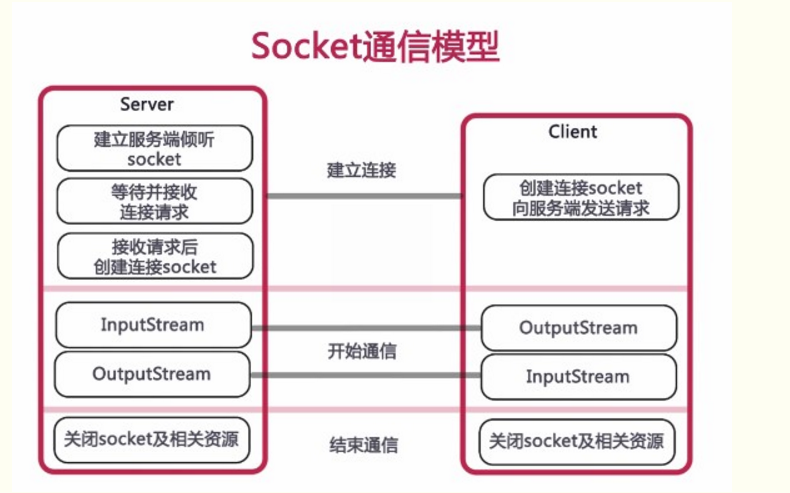 Socket通信模型
Server
建立服务端倾听
socket
等待并接收
连接请求
接收请求后
创建连接socket
InputStream
OutputStream
关闭socket及相关资源
建立连接
开始通信
结束通信
Client
创建连接socket
向服务端发送请求
OutputStream
InputStream
关闭socket及相关资源